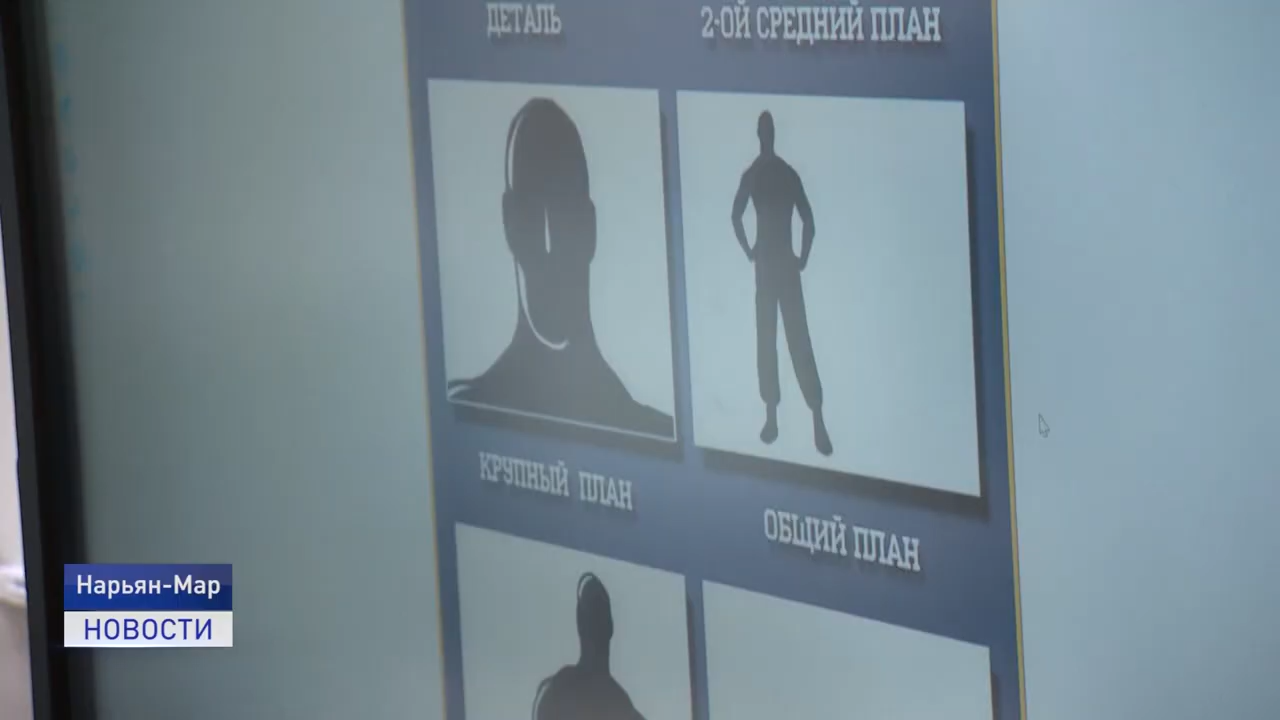 ДЕТАЛЬ
2-ОЙ СРЕДНИЙ ПЛАН
КРУПНЫЙ ПЛАН
ОБЩИЙ ПЛАН
Нарьян-Мар
НОВОСТИ